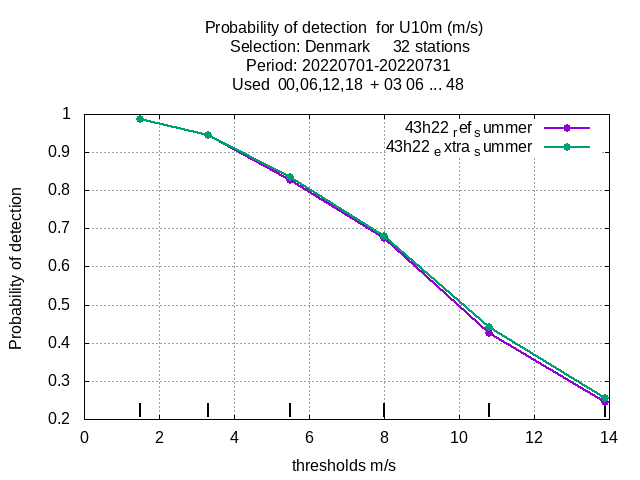 Probability of detection  for U10m (m/s)
Selection: Denmark     32 stations
Period: 20220701-20220731
Used  00,06,12,18  + 03 06 ... 48
43h22 ref summer
43h22 extra summer
Probability of detection
1
0.9
0.8
0.7
0.6
0.5
0.4
0.3
0.2
0 2 4 6 8 10 12 14
thresholds m/s